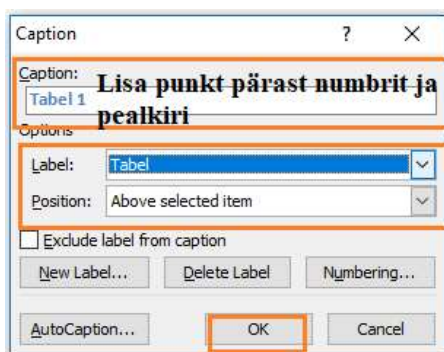 Caption ? ×
Caption:
Lisa punkt pärast numbrit ja
Tabel 1
pealkiri
Options
Label: Tabel
Position: Above selected item
Exclude label from caption
New Label... Delete Label Numbering...
AutoCaption... OK Cancel